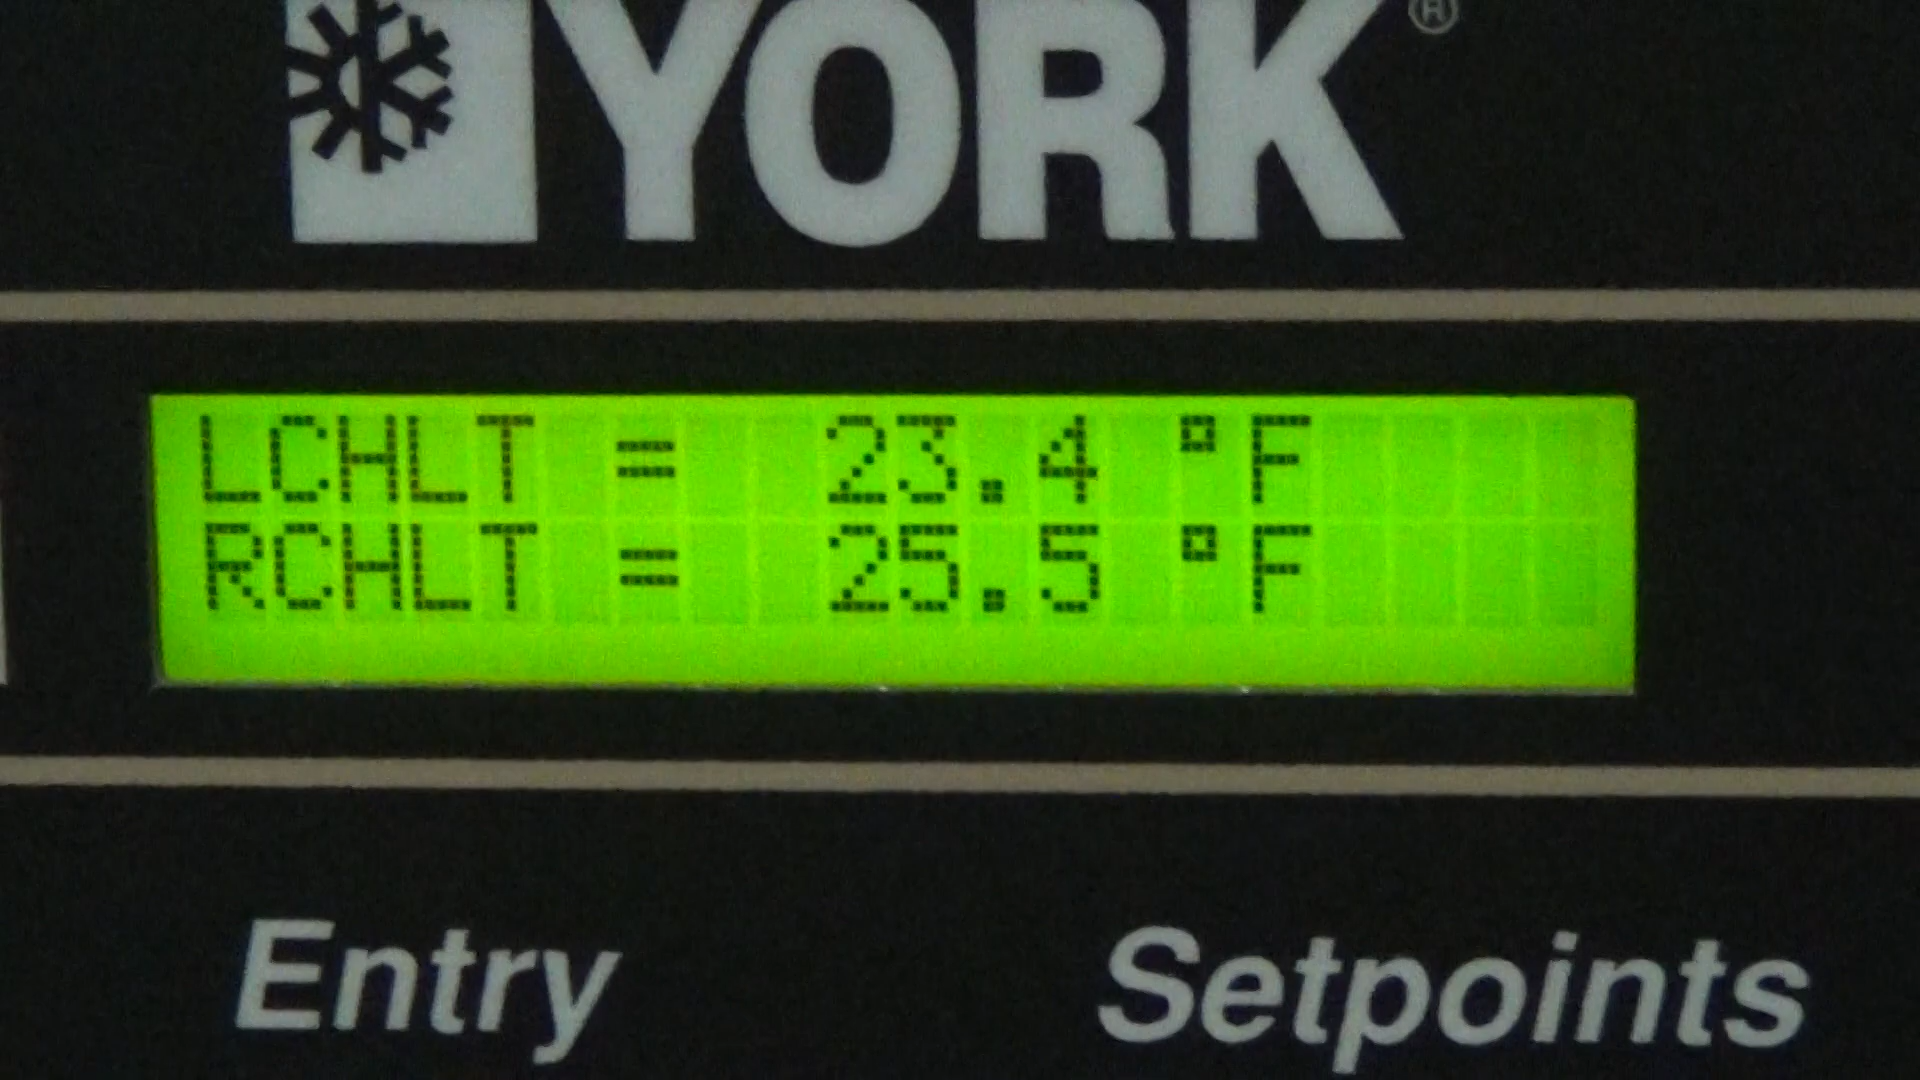 YORK®
LCHLT = 23.4 °F
RCHLT = 25.5 °F
Entry Setpoints